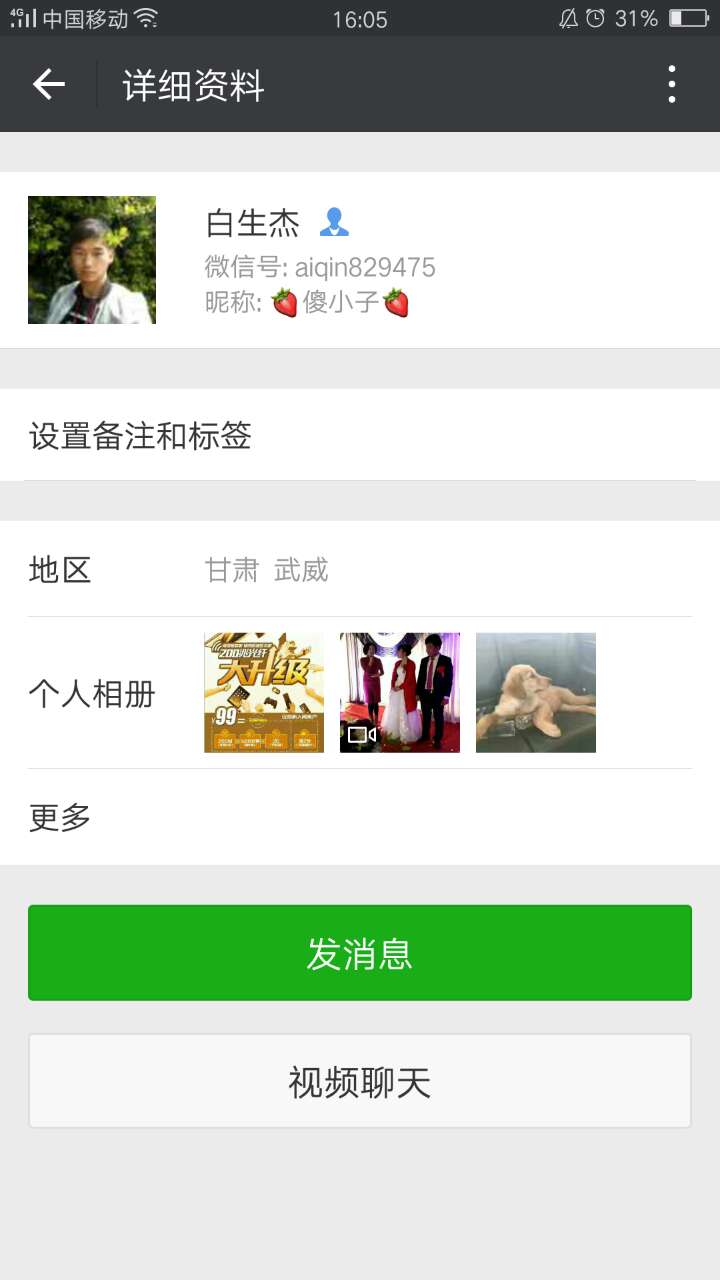 4G 中国移动 16:05 31%
详细资料
白生杰
微信号: aiqin829475
昵称: 🍓傻小子🍓
设置备注和标签
地区 甘肃 武威
200兆光纤
大升级
¥99
个人相册
更多
发消息
视频聊天